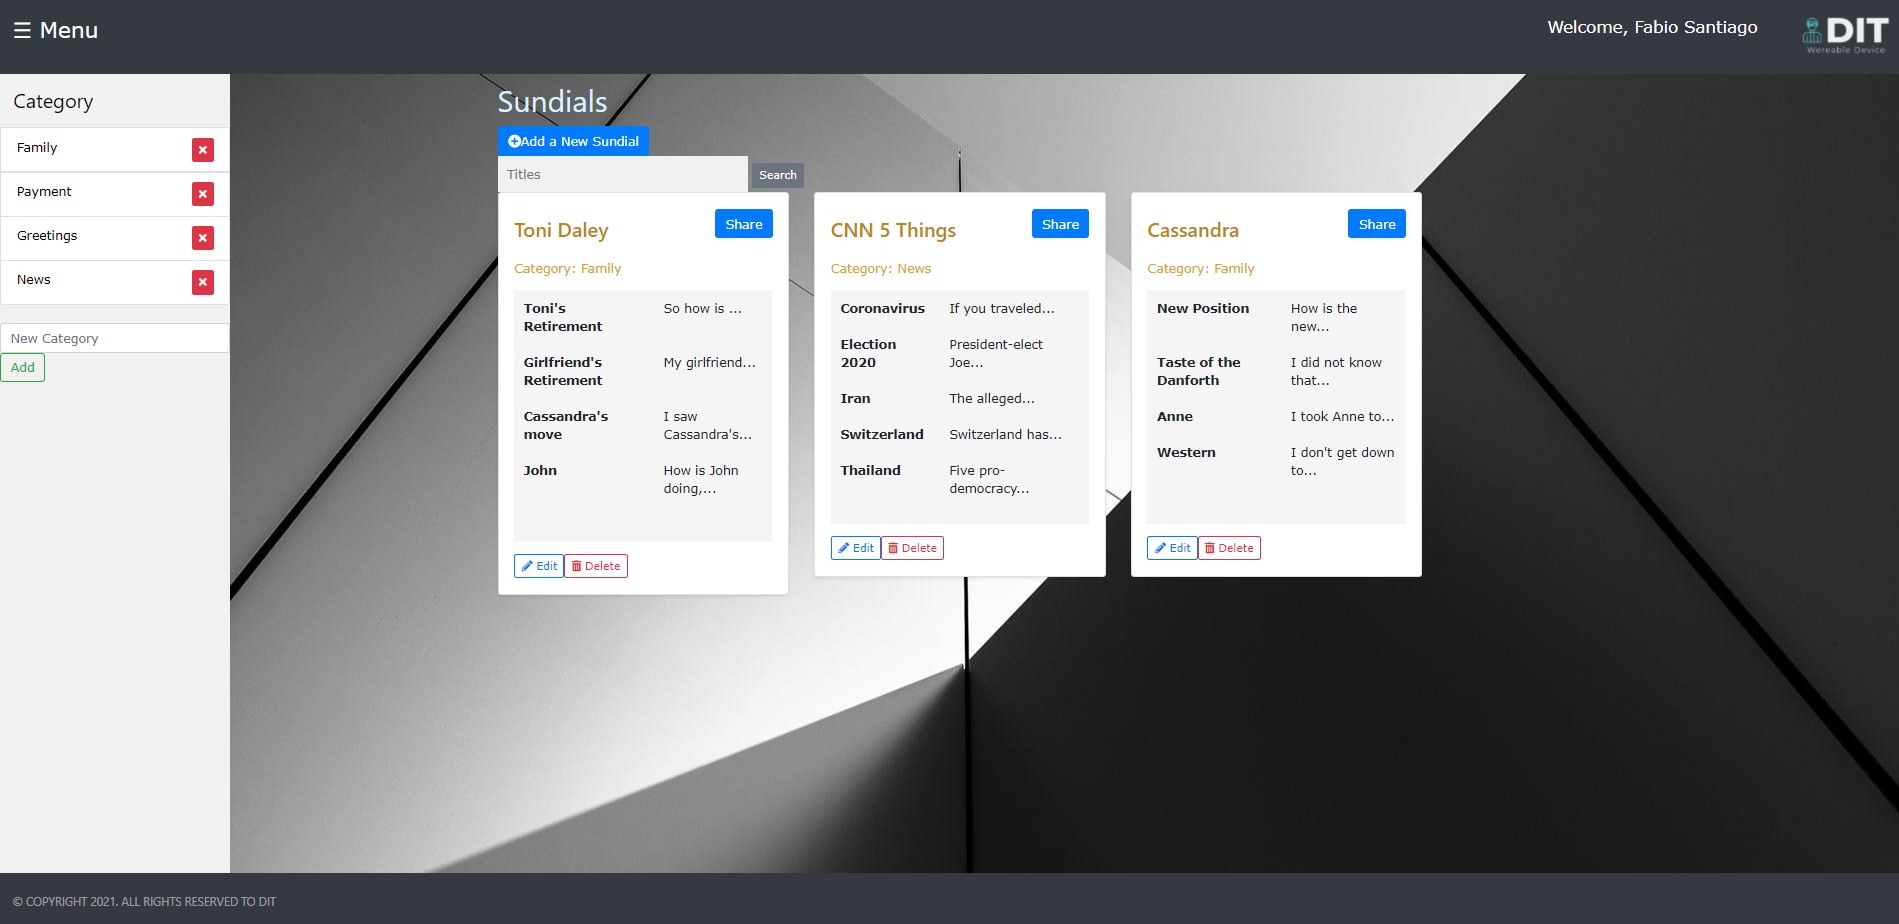 ☰ Menu
Welcome, Fabio Santiago
DIT
Wereable Device
Category
Family
Payment
Greetings
News
New Category
Add
Sundials
Add a New Sundial
Titles
Search
Toni Daley
Share
Category: Family
Toni's
Retirement
So how is ...
Girlfriend's
Retirement
My girlfriend...
Cassandra's
move
I saw
Cassandra's...
John
How is John
doing,...
Edit
Delete
CNN 5 Things
Share
Category: News
Coronavirus
If you traveled...
Election
2020
President-elect
Joe...
Iran
The alleged...
Switzerland
Switzerland has...
Thailand
Five pro-
democracy...
Edit
Delete
Cassandra
Share
Category: Family
New Position
How is the
new...
Taste of the
Danforth
I did not know
that...
Anne
I took Anne to...
Western
I don't get down
to...
Edit
Delete
© COPYRIGHT 2021. ALL RIGHTS RESERVED TO DIT